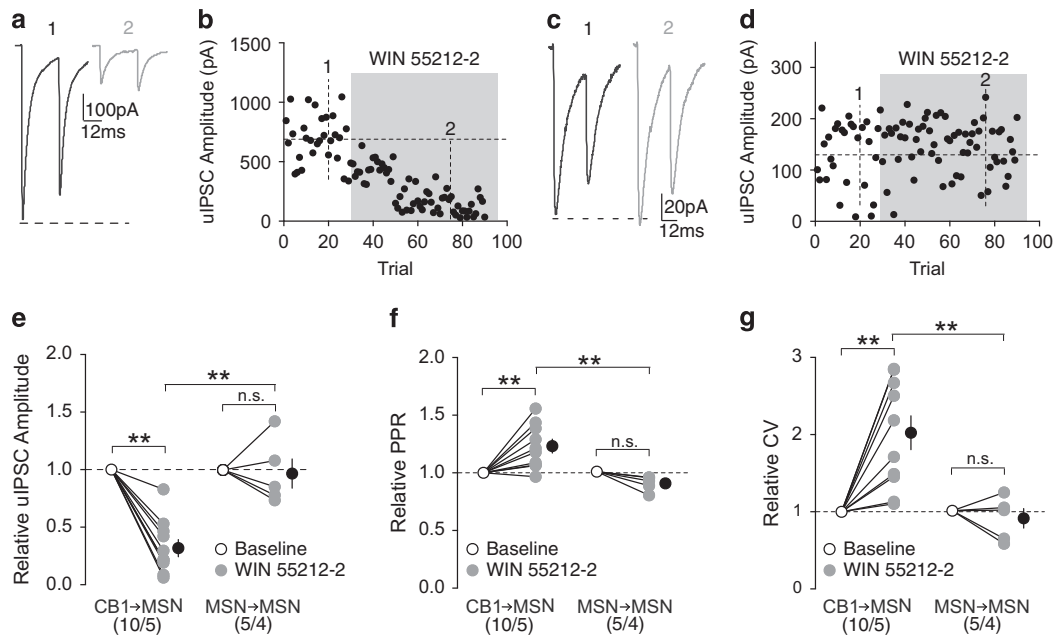 a
1
2
100pA
12ms
b
uIPSC Amplitude (pA)
1500
1000
500
0
WIN 55212-2
1
2
0 20 40 60 80 100
Trial
c
1
2
20pA
12ms
d
uIPSC Amplitude (pA)
300
200
100
0
WIN 55212-2
1
2
0 20 40 60 80 100
Trial
e
Relative uIPSC Amplitude
2.0
1.0
0.5
0.0
**
**
n.s.
Baseline
WIN 55212-2
CB1→MSN
(10/5)
MSN→MSN
(5/4)
f
Relative PPR
2.0
1.5
1.0
0.5
0.0
**
**
n.s.
Baseline
WIN 55212-2
CB1→MSN
(10/5)
MSN→MSN
(5/4)
g
Relative CV
3
2
1
0
**
**
n.s.
Baseline
WIN 55212-2
CB1→MSN
(10/5)
MSN→MSN
(5/4)